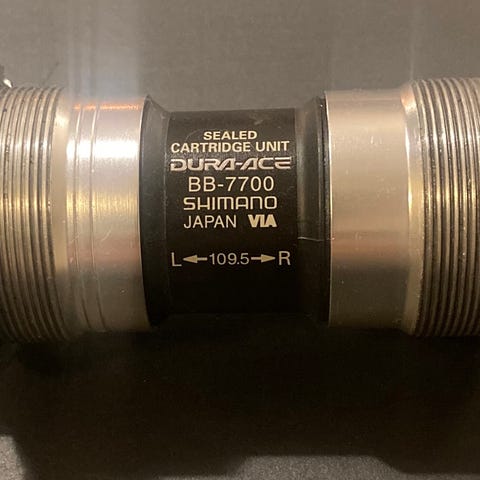 SEALED
CARTRIDGE UNIT
DURA-ACE
BB-7700
SHIMANO
JAPAN VIA
L←109.5→R